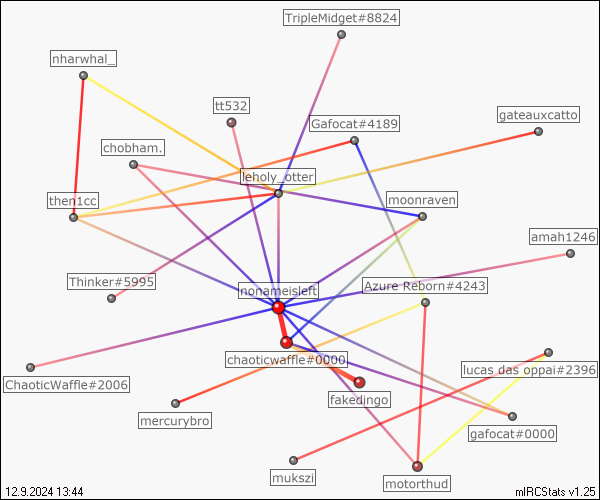 TripleMidget#8824
nharwhal_
tt532
gateauxcatto
Gafocat#4189
chobham.
leholy_otter
then1cc
moonraven
amah1246
Thinker#5995
nonameisleft
Azure Reborn#4243
chaoticwaffle#0000
lucas das oppai#2396
ChaoticWaffle#2006
fakedingo
mercurybro
gafocat#0000
mukszi
motorthud
12.9.2024 13:44
mIRCStats v1.25